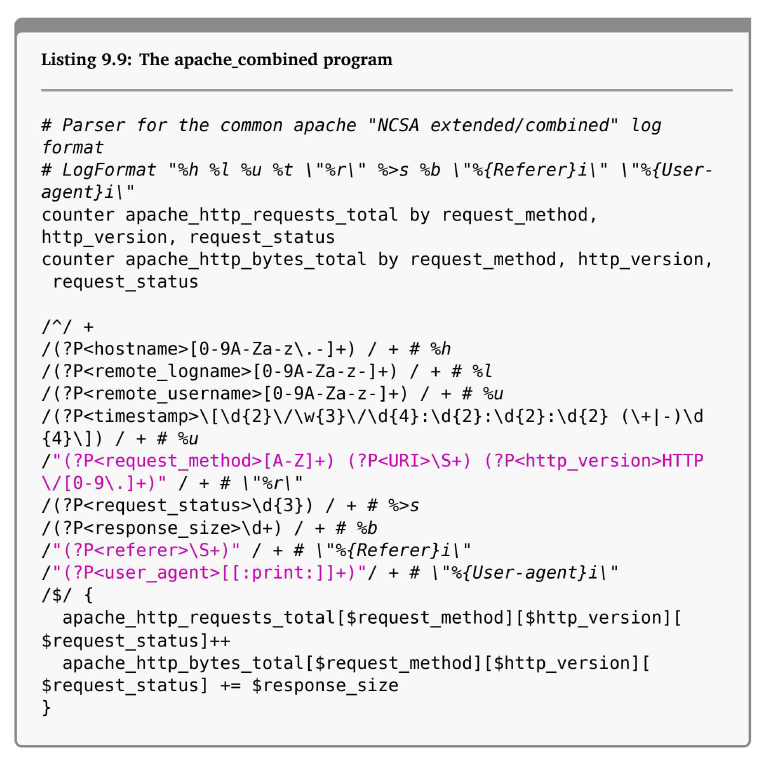 Listing 9.9: The apache_combined program
# Parser for the common apache "NCSA extended/combined" log
format
# LogFormat "%h %l %u %t \"%r\" %>s %b \"%{Referer}i\" \"%{User-
agent}i\"
counter apache_http_requests_total by request_method,
http_version, request_status
counter apache_http_bytes_total by request_method, http_version,
 request_status
/^/ +
/(?P<hostname>[0-9A-Za-z\.-]+) / + # %h
/(?P<remote_logname>[0-9A-Za-z-]+) / + # %l
/(?P<remote_username>[0-9A-Za-z-]+) / + # %u
/(?P<timestamp>\[\d{2}\/\w{3}\/\d{4}:\d{2}:\d{2}:\d{2} (\+|-)\d
{4}\]) / + # %u
/"(?P<request_method>[A-Z]+) (?P<URI>\S+) (?P<http_version>HTTP
\/[0-9\.]+)" / + # \"%r\"
/(?P<request_status>\d{3}) / + # %>s
/(?P<response_size>\d+) / + # %b
/"(?P<referer>\S+)" / + # \"%{Referer}i\"
/"(?P<user_agent>[[:print:]]+)"/ + # \"%{User-agent}i\"
/$/ {
  apache_http_requests_total[$request_method][$http_version][
$request_status]++
  apache_http_bytes_total[$request_method][$http_version][
$request_status] += $response_size
}